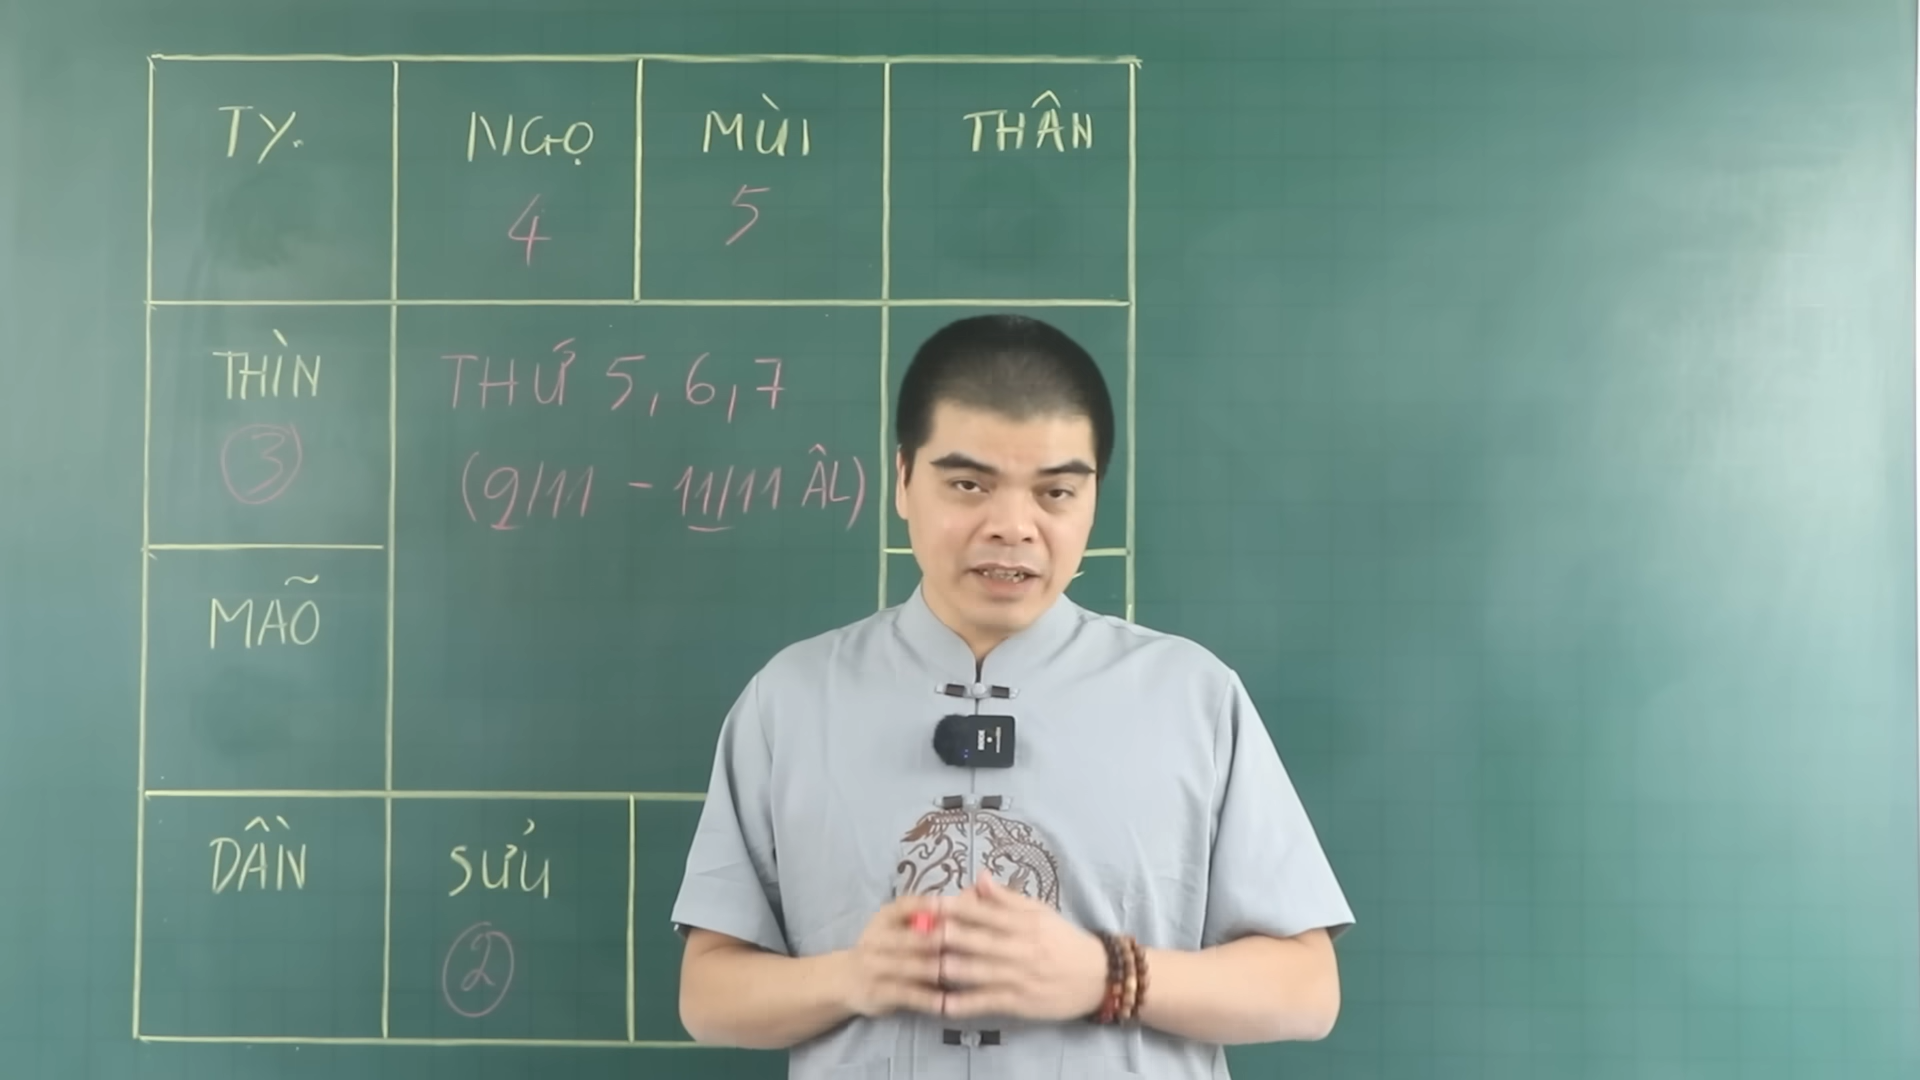 TỴ
NGỌ
MÙI
THÂN
4
5
THÌN
THỨ 5, 6, 7
3
(9/11 - 11/11 ÂL)
MÃO
DẦN
SỬU
2